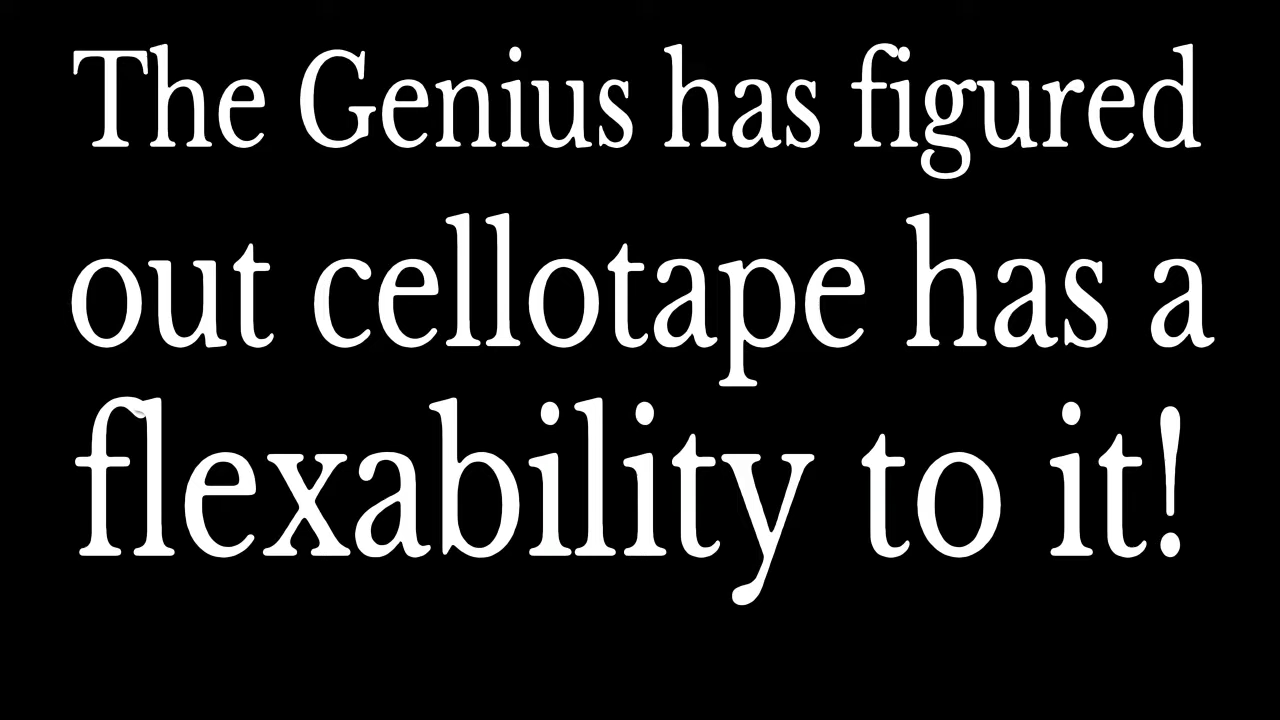 The Genius has figured
out cellotape has a
flexability to it!